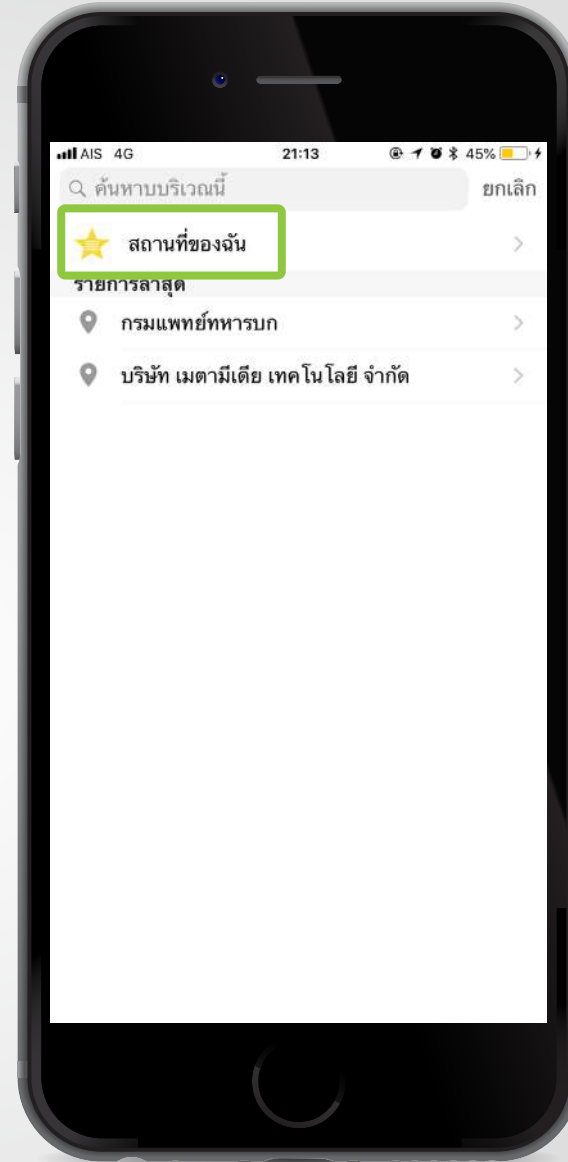 AIS 4G 21:13 45%
ค้นหาบบริเวณนี้ ยกเลิก
สถานที่ของฉัน
รายการล่าสุด
กรมแพทย์ทหารบก
บริษัท เมตามีเดีย เทคโนโลยี จำกัด